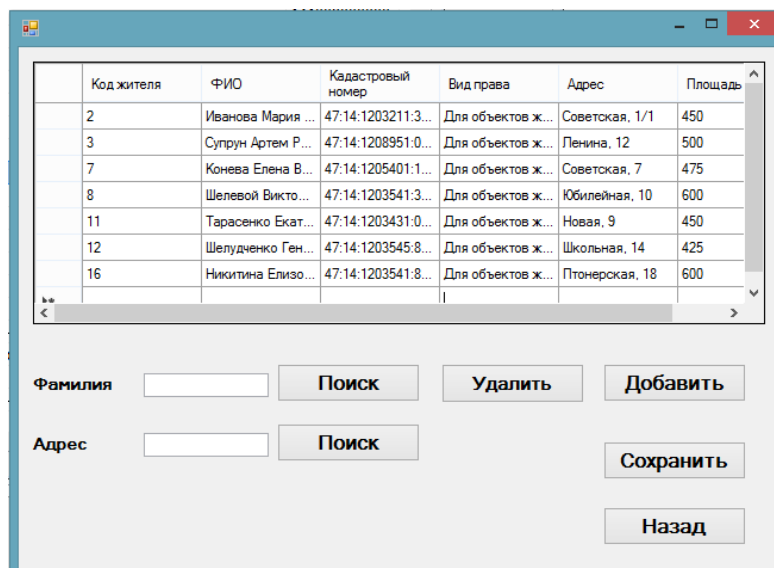 Код жителя ФИО Кадастровый номер Вид права Адрес Площадь
2 Иванова Мария ... 47:14:1203211:3... Для объектов ж... Советская, 1/1 450
3 Супрун Артем Р... 47:14:1208951:0... Для объектов ж... Ленина, 12 500
7 Конева Елена В... 47:14:1205401:1... Для объектов ж... Советская, 7 475
8 Шелевой Викто... 47:14:1203541:3... Для объектов ж... Юбилейная, 10 600
11 Тарасенко Екат... 47:14:1203431:0... Для объектов ж... Новая, 9 450
12 Шелудченко Ген... 47:14:1203545:8... Для объектов ж... Школьная, 14 425
16 Никитина Елизо... 47:14:1203541:8... Для объектов ж... Птонерская, 18 600
Фамилия Поиск Удалить Добавить
Адрес Поиск
Сохранить
Назад